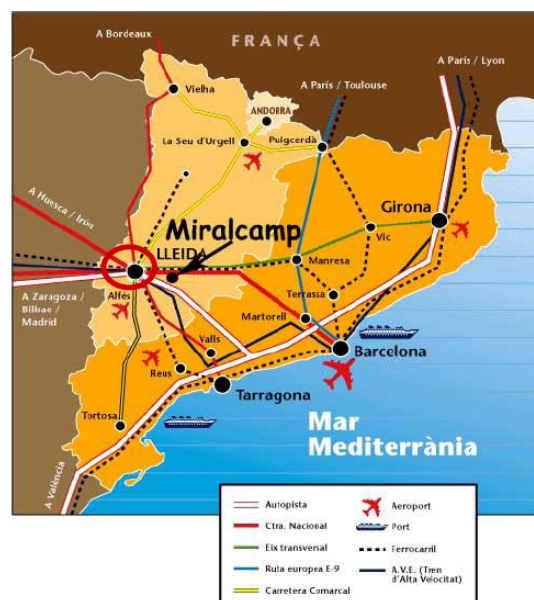 A Bordeaux
FRANÇA
A París / Lyon
A París / Toulouse
Vielha
ANDORRA
La Seu d'Urgell
Puigcerdà
A Huesca / Irún
Miralcamp
LLEIDA
Girona
Vic
Manresa
Terrassa
A Zaragoza /
Bilbao /
Madrid
Alfés
Martorell
Valls
Barcelona
Reus
Tarragona
Tortosa
Mar
Mediterrània
A València
Autopista
Ctra. Nacional
Eix transversal
Ruta europea E-9
Carretera Comarcal
Aeroport
Port
Ferrocarril
A.V.E. (Tren
d'Alta Velocitat)